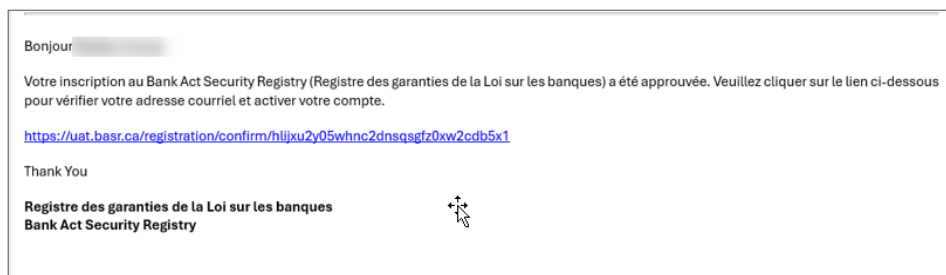 Bonjour
Votre inscription au Bank Act Security Registry (Registre des garanties de la Loi sur les banques) a été approuvée. Veuillez cliquer sur le lien ci-dessous
pour vérifier votre adresse courriel et activer votre compte.
https://uat.basr.ca/registration/confirm/hlijxu2y05whnc2dnsqsgfz0xw2cdb5x1
Thank You
Registre des garanties de la Loi sur les banques
Bank Act Security Registry